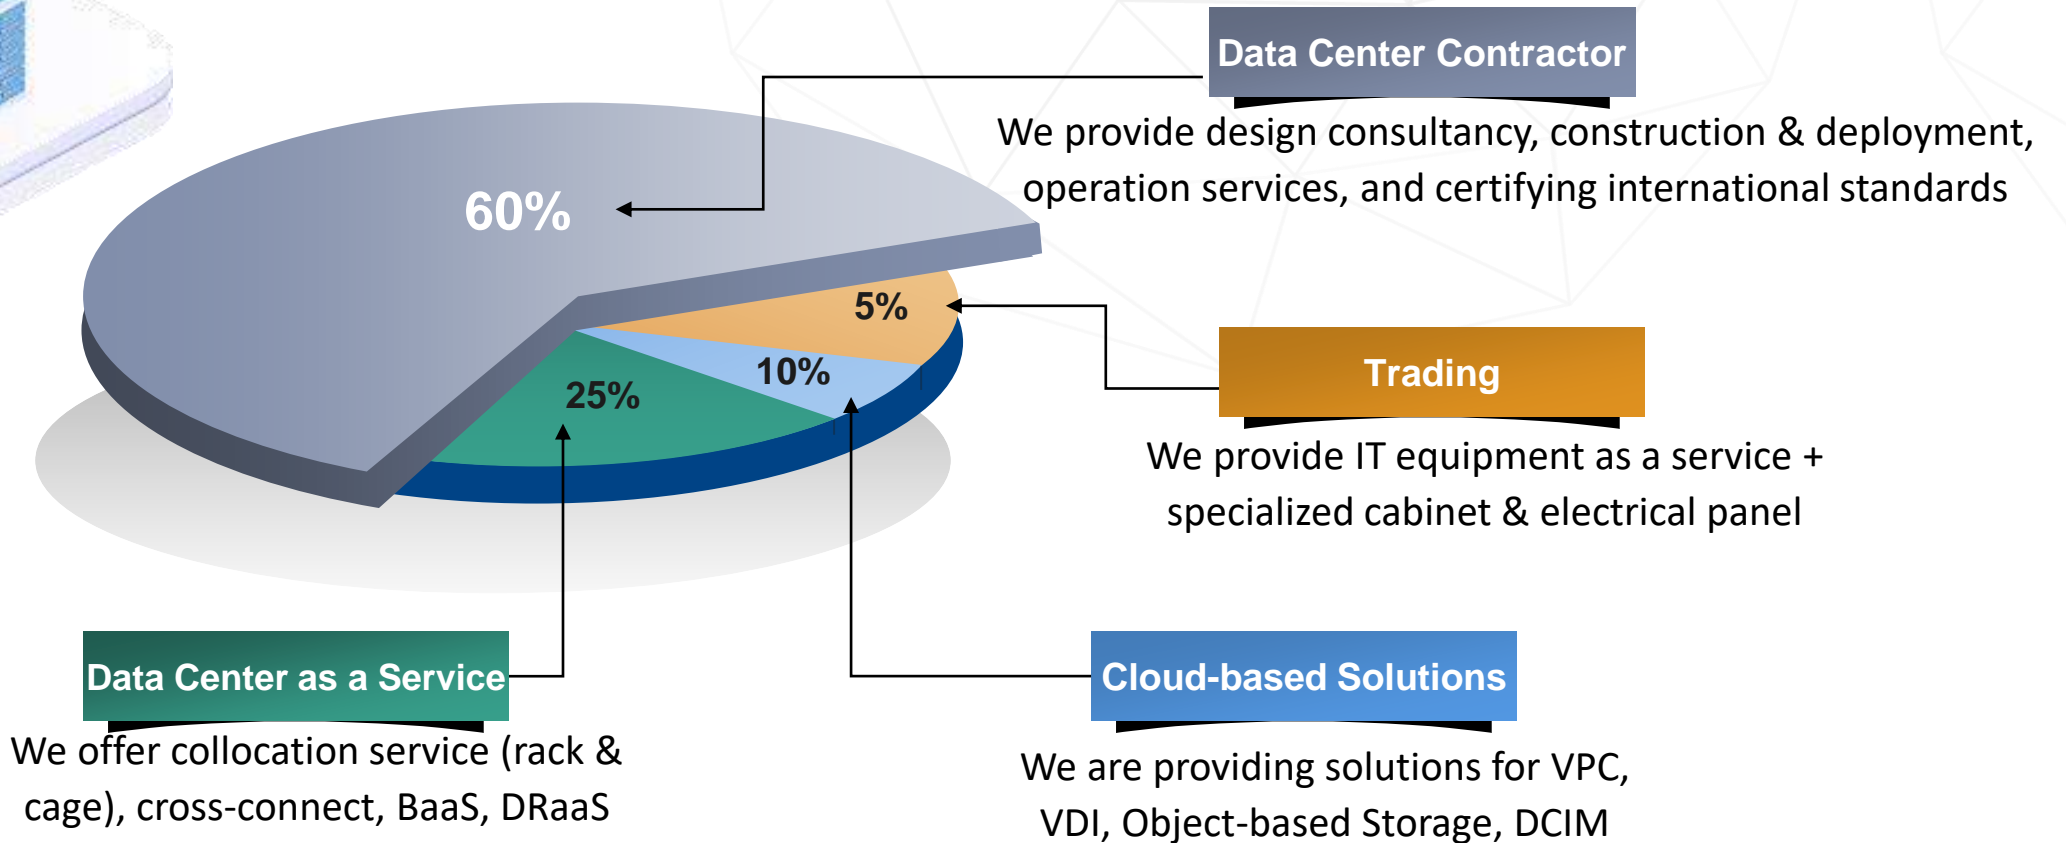 Data Center Contractor
We provide design consultancy, construction & deployment,
operation services, and certifying international standards
60%
5%
10%
25%
Trading
We provide IT equipment as a service +
specialized cabinet & electrical panel
Data Center as a Service
We offer collocation service (rack &
cage), cross-connect, BaaS, DRaaS
Cloud-based Solutions
We are providing solutions for VPC,
VDI, Object-based Storage, DCIM